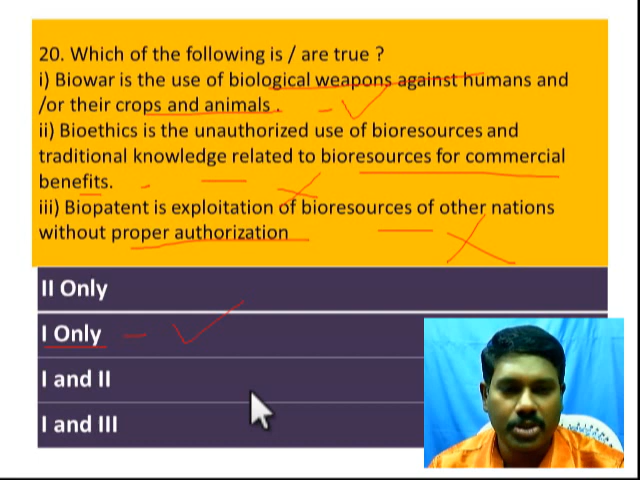 20. Which of the following is / are true ?
i) Biowar is the use of biological weapons against humans and
/or their crops and animals .
ii) Bioethics is the unauthorized use of bioresources and
traditional knowledge related to bioresources for commercial
benefits.
iii) Biopatent is exploitation of bioresources of other nations
without proper authorization
II Only
I Only
I and II
I and III